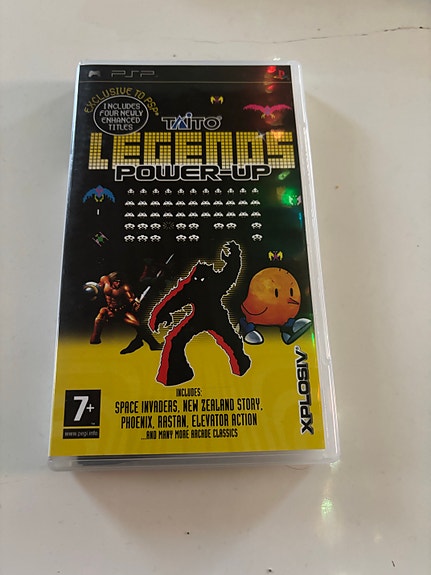 PSP
EXCLUSIVE TO PSP®
INCLUDES
FOUR NEWLY
ENHANCED
TITLES
TAITO
LEGENDS
POWER-UP
INCLUDES:
SPACE INVADERS, NEW ZEALAND STORY,
PHOENIX, RASTAN, ELEVATOR ACTION
...AND MANY MORE ARCADE CLASSICS
7+
www.pegi.info
XPLOSIV®